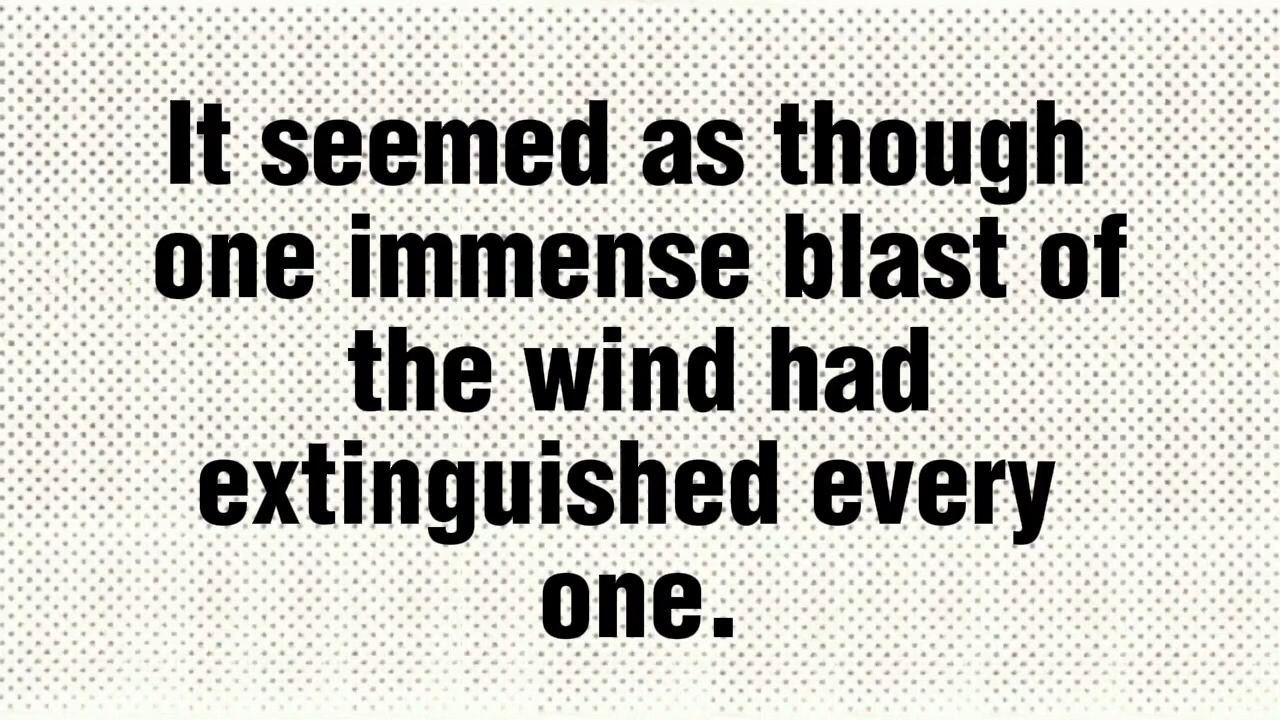 It seemed as though
one immense blast of
the wind had
extinguished every
one.